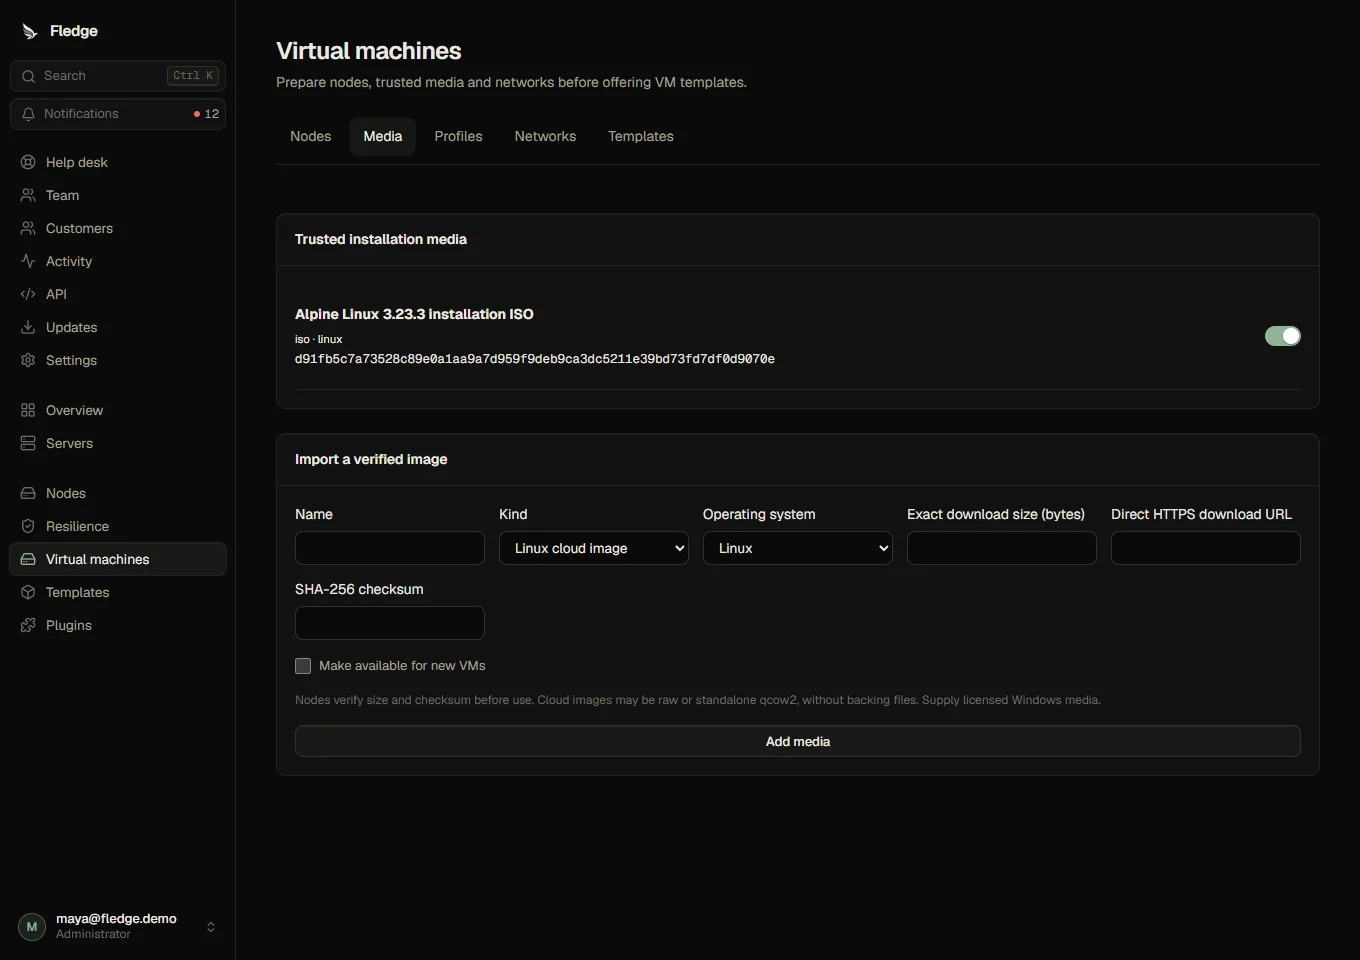 Fledge
Search
Ctrl K
Notifications
12
Help desk
Team
Customers
Activity
API
Updates
Settings
Overview
Servers
Nodes
Resilience
Virtual machines
Templates
Plugins
M
maya@fledge.demo
Administrator
Virtual machines
Prepare nodes, trusted media and networks before offering VM templates.
Nodes
Media
Profiles
Networks
Templates
Trusted installation media
Alpine Linux 3.23.3 installation ISO
iso · linux
d91fb5c7a73528c89e0a1aa9a7d959f9deb9ca3dc5211e39bd73fd7df0d9070e
Import a verified image
Name
Kind
Operating system
Exact download size (bytes)
Direct HTTPS download URL
Linux cloud image
Linux
SHA-256 checksum
Make available for new VMs
Nodes verify size and checksum before use. Cloud images may be raw or standalone qcow2, without backing files. Supply licensed Windows media.
Add media